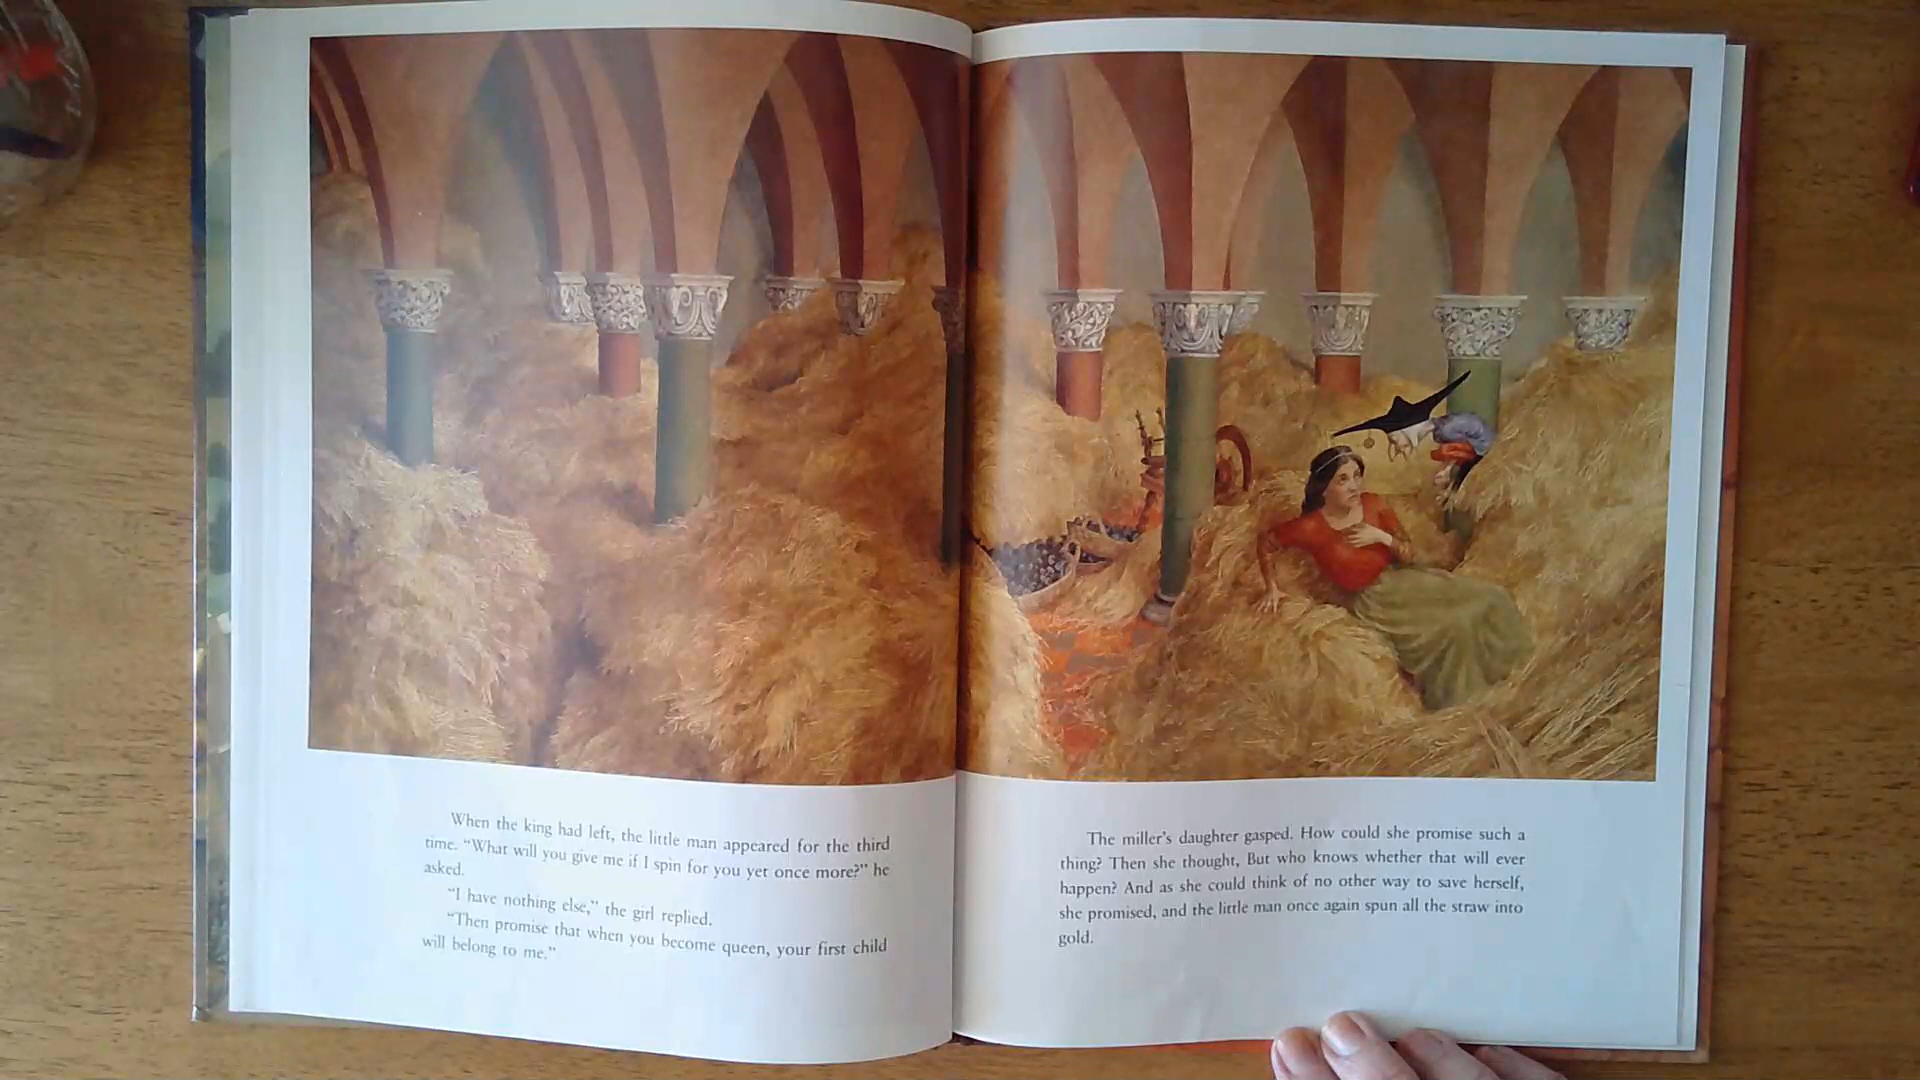 When the king had left, the little man appeared for the third
time. “What will you give me if I spin for you yet once more?” he
asked.
“I have nothing else,” the girl replied.
“Then promise that when you become queen, your first child
will belong to me.”
The miller’s daughter gasped. How could she promise such a
thing? Then she thought, But who knows whether that will ever
happen? And as she could think of no other way to save herself,
she promised, and the little man once again spun all the straw into
gold.